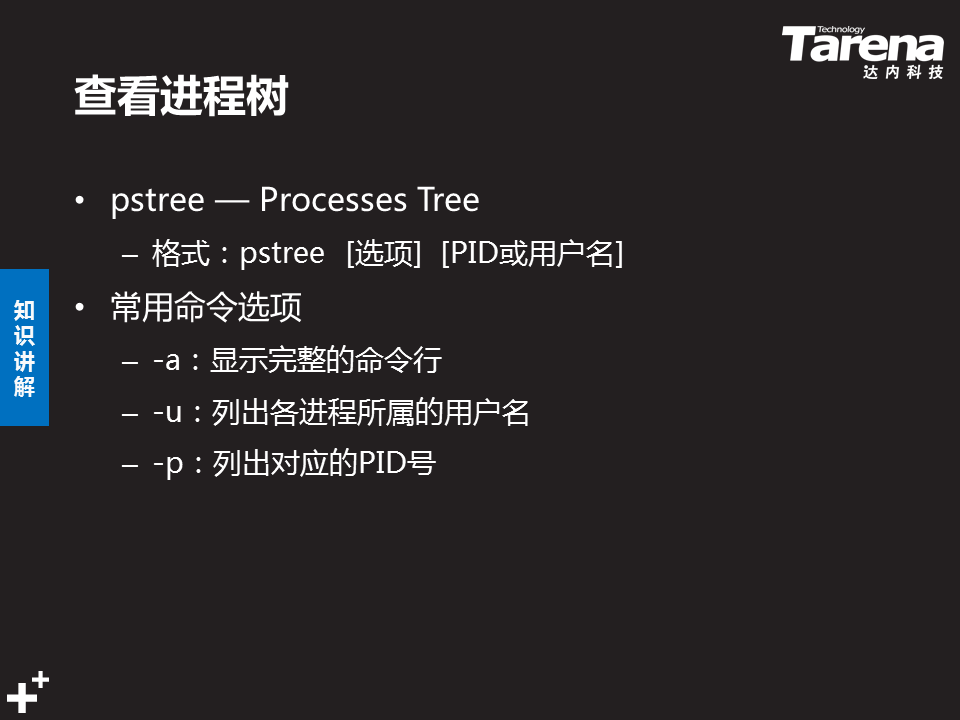 Technology
Tarena
达内科技
查看进程树
• pstree — Processes Tree
– 格式：pstree [选项] [PID或用户名]
• 常用命令选项
– -a：显示完整的命令行
– -u：列出各进程所属的用户名
– -p：列出对应的PID号
知
识
讲
解